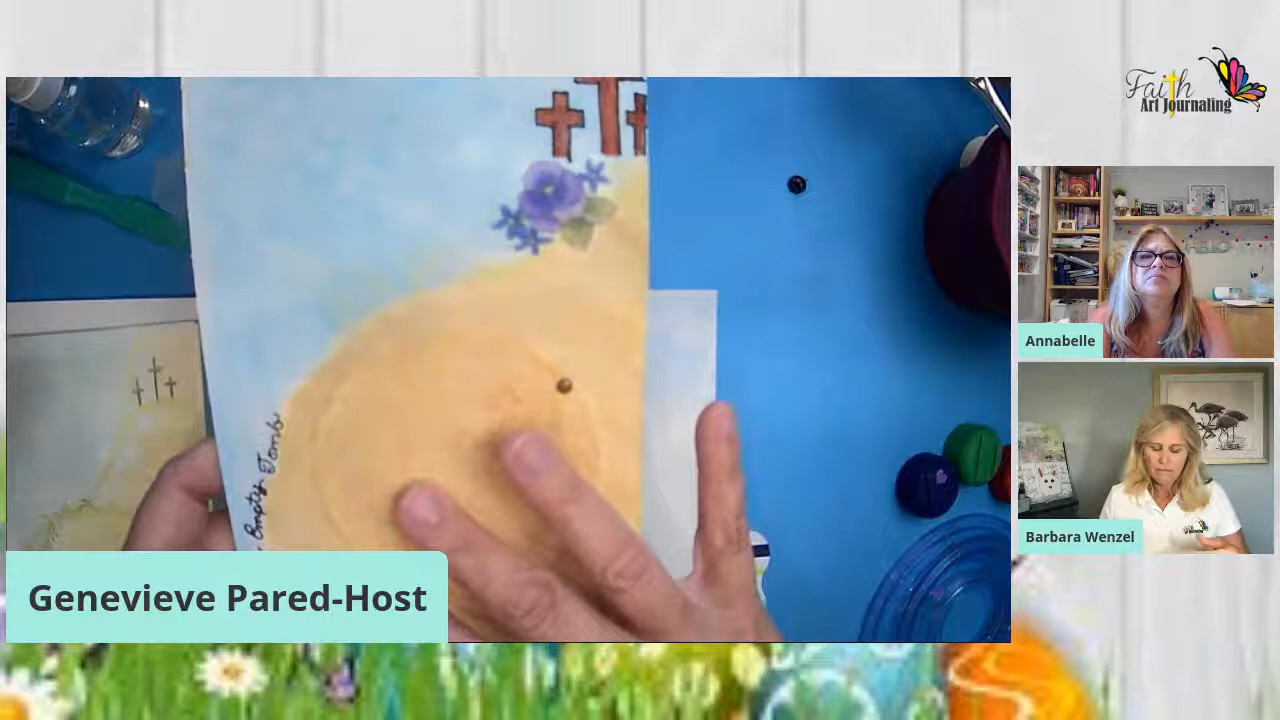 Faith
Art Journaling
Empty Tomb
Annabelle
Barbara Wenzel
Genevieve Pared-Host